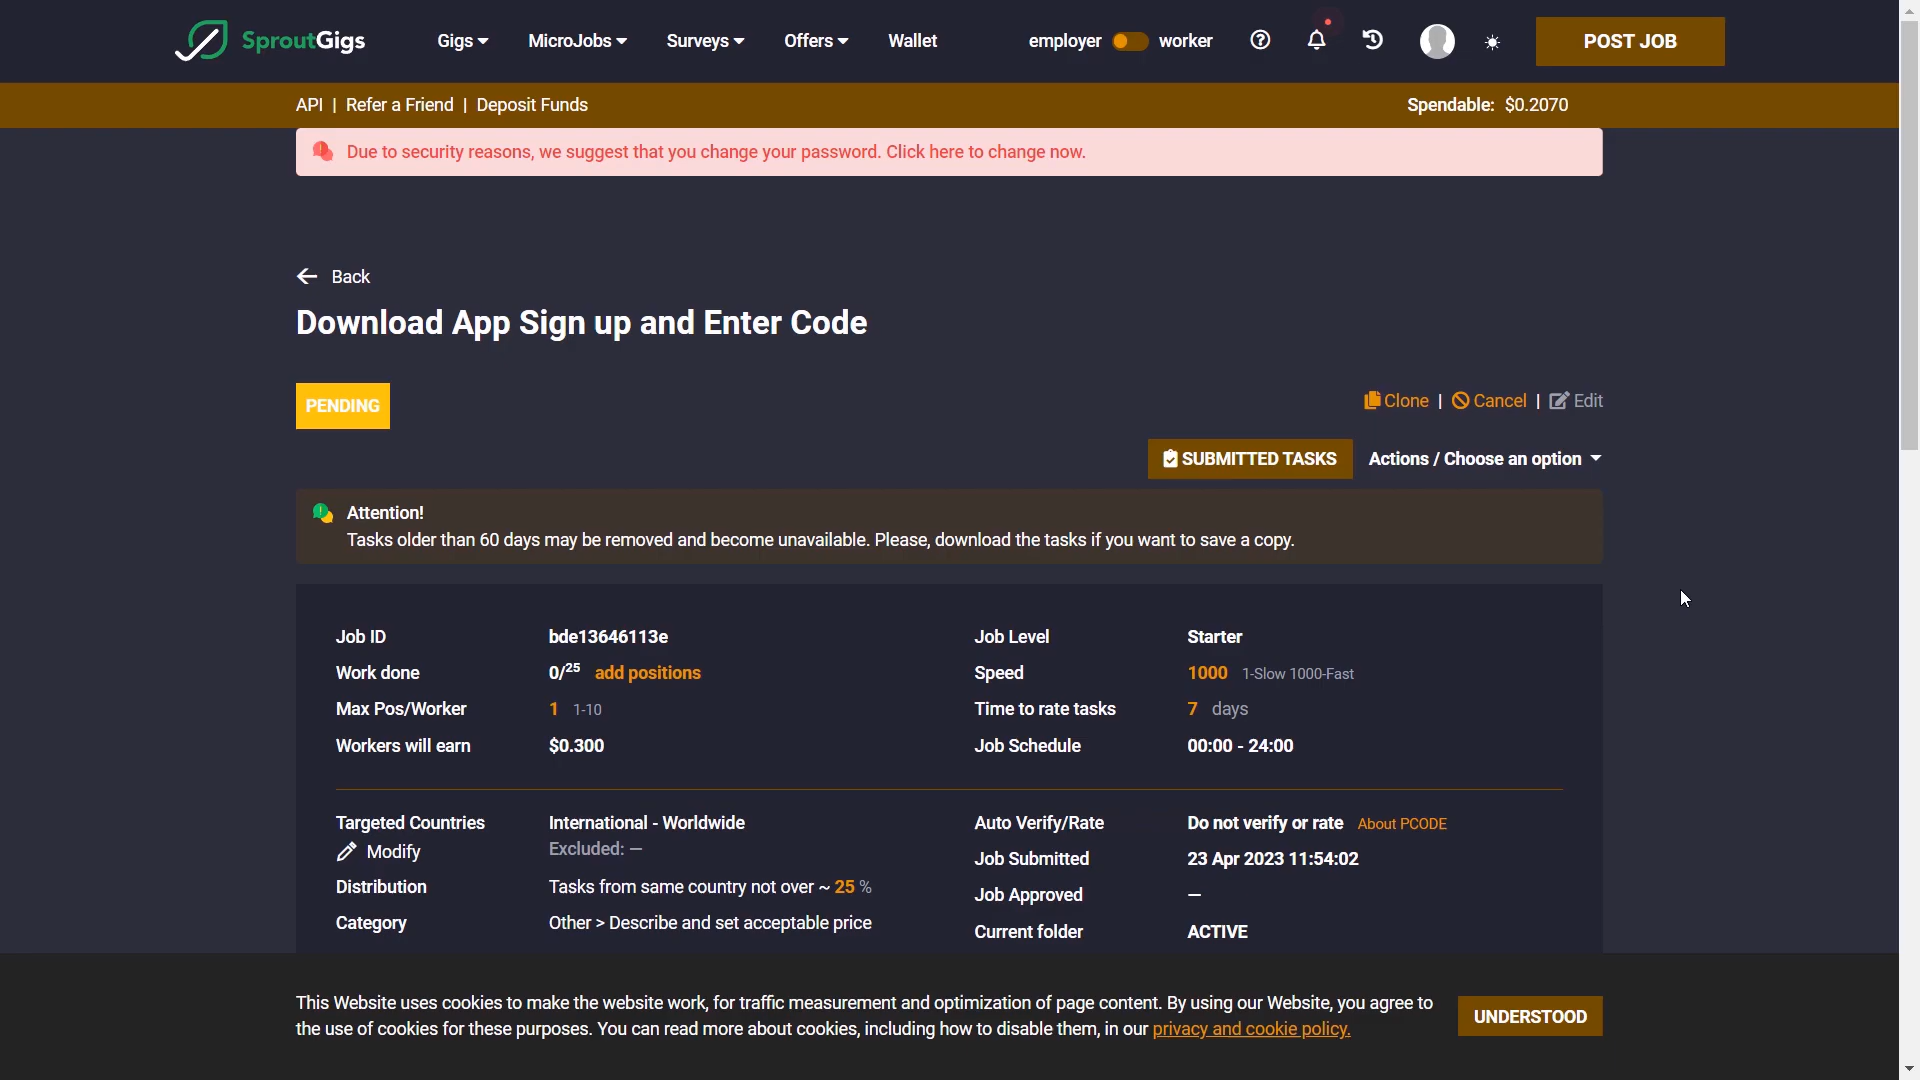 SproutGigs
Gigs
MicroJobs
Surveys
Offers
Wallet
employer
worker
POST JOB
API | Refer a Friend | Deposit Funds
Spendable: $0.2070
Due to security reasons, we suggest that you change your password. Click here to change now.
Back
Download App Sign up and Enter Code
PENDING
Clone | Cancel | Edit
SUBMITTED TASKS
Actions / Choose an option
Attention!
Tasks older than 60 days may be removed and become unavailable. Please, download the tasks if you want to save a copy.
Job ID bde13646113e
Job Level Starter
Work done 0/25 add positions
Speed 1000 1-Slow 1000-Fast
Max Pos/Worker 1 1-10
Time to rate tasks 7 days
Workers will earn $0.300
Job Schedule 00:00 - 24:00
Targeted Countries International - Worldwide
Auto Verify/Rate Do not verify or rate About PCODE
Modify Excluded: —
Job Submitted 23 Apr 2023 11:54:02
Distribution Tasks from same country not over ~ 25 %
Job Approved —
Category Other > Describe and set acceptable price
Current folder ACTIVE
This Website uses cookies to make the website work, for traffic measurement and optimization of page content. By using our Website, you agree to
the use of cookies for these purposes. You can read more about cookies, including how to disable them, in our privacy and cookie policy.
UNDERSTOOD